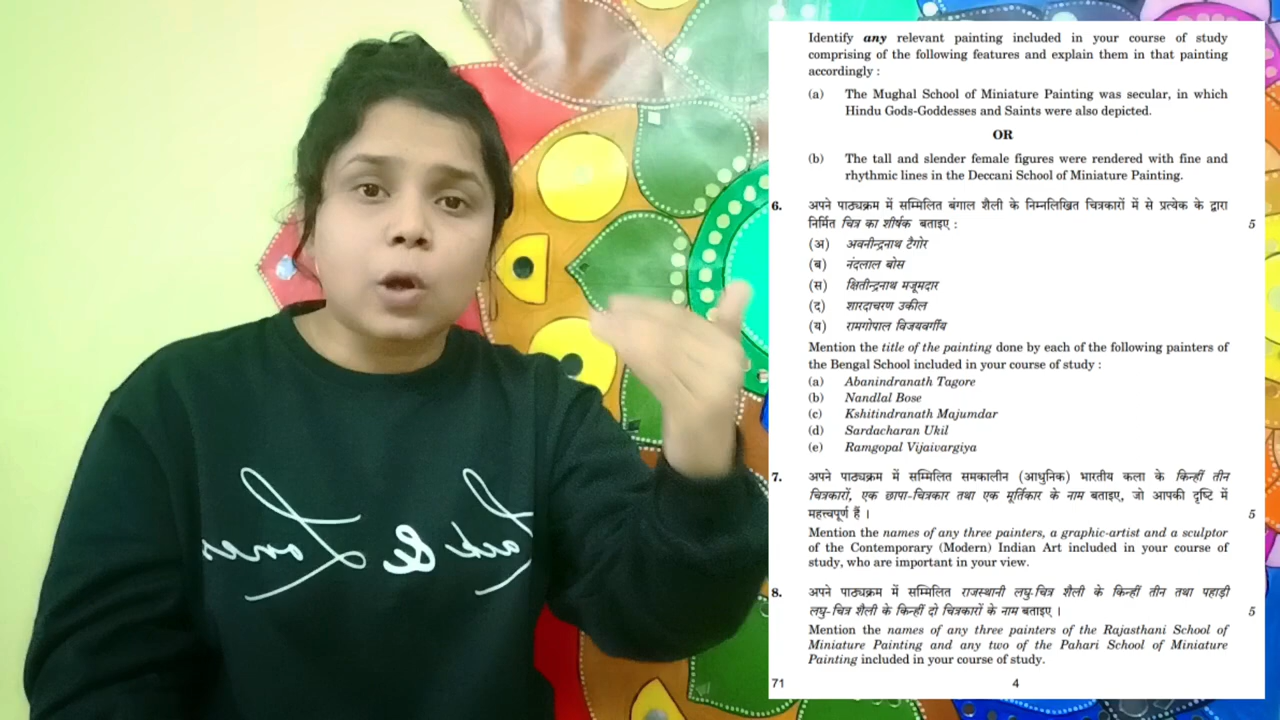 Jack & Jones
Identify any relevant painting included in your course of study
comprising of the following features and explain them in that painting
accordingly :
(a) The Mughal School of Miniature Painting was secular, in which
Hindu Gods-Goddesses and Saints were also depicted.
OR
(b) The tall and slender female figures were rendered with fine and
rhythmic lines in the Deccani School of Miniature Painting.
6. अपने पाठ्यक्रम में सम्मिलित बंगाल शैली के निम्नलिखित चित्रकारों में से प्रत्येक के द्वारा
निर्मित चित्र का शीर्षक बताइए : 5
(अ) अवनीन्द्रनाथ टैगोर
(ब) नंदलाल बोस
(स) क्षितीन्द्रनाथ मजूमदार
(द) शारदाचरण उकील
(य) रामगोपाल विजयवर्गीय
Mention the title of the painting done by each of the following painters of
the Bengal School included in your course of study :
(a) Abanindranath Tagore
(b) Nandlal Bose
(c) Kshitindranath Majumdar
(d) Sardacharan Ukil
(e) Ramgopal Vijaivargiya
7. अपने पाठ्यक्रम में सम्मिलित समकालीन (आधुनिक) भारतीय कला के किन्हीं तीन
चित्रकारों, एक छापा-चित्रकार तथा एक मूर्तिकार के नाम बताइए, जो आपकी दृष्टि में
महत्त्वपूर्ण हैं । 5
Mention the names of any three painters, a graphic-artist and a sculptor
of the Contemporary (Modern) Indian Art included in your course of
study, who are important in your view.
8. अपने पाठ्यक्रम में सम्मिलित राजस्थानी लघु-चित्र शैली के किन्हीं तीन तथा पहाड़ी
लघु-चित्र शैली के किन्हीं दो चित्रकारों के नाम बताइए । 5
Mention the names of any three painters of the Rajasthani School of
Miniature Painting and any two of the Pahari School of Miniature
Painting included in your course of study.
71 4